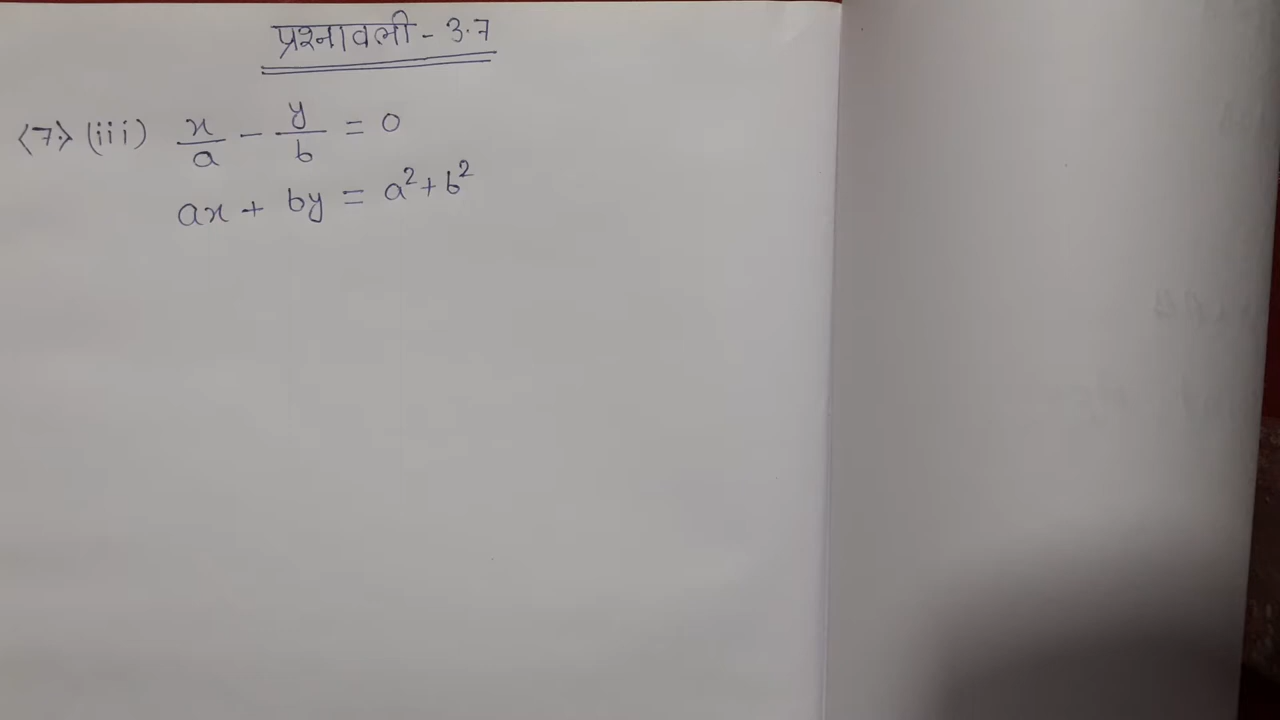 प्रश्नावली - 3.7
<7.> (iii) x/a - y/b = 0
ax + by = a² + b²